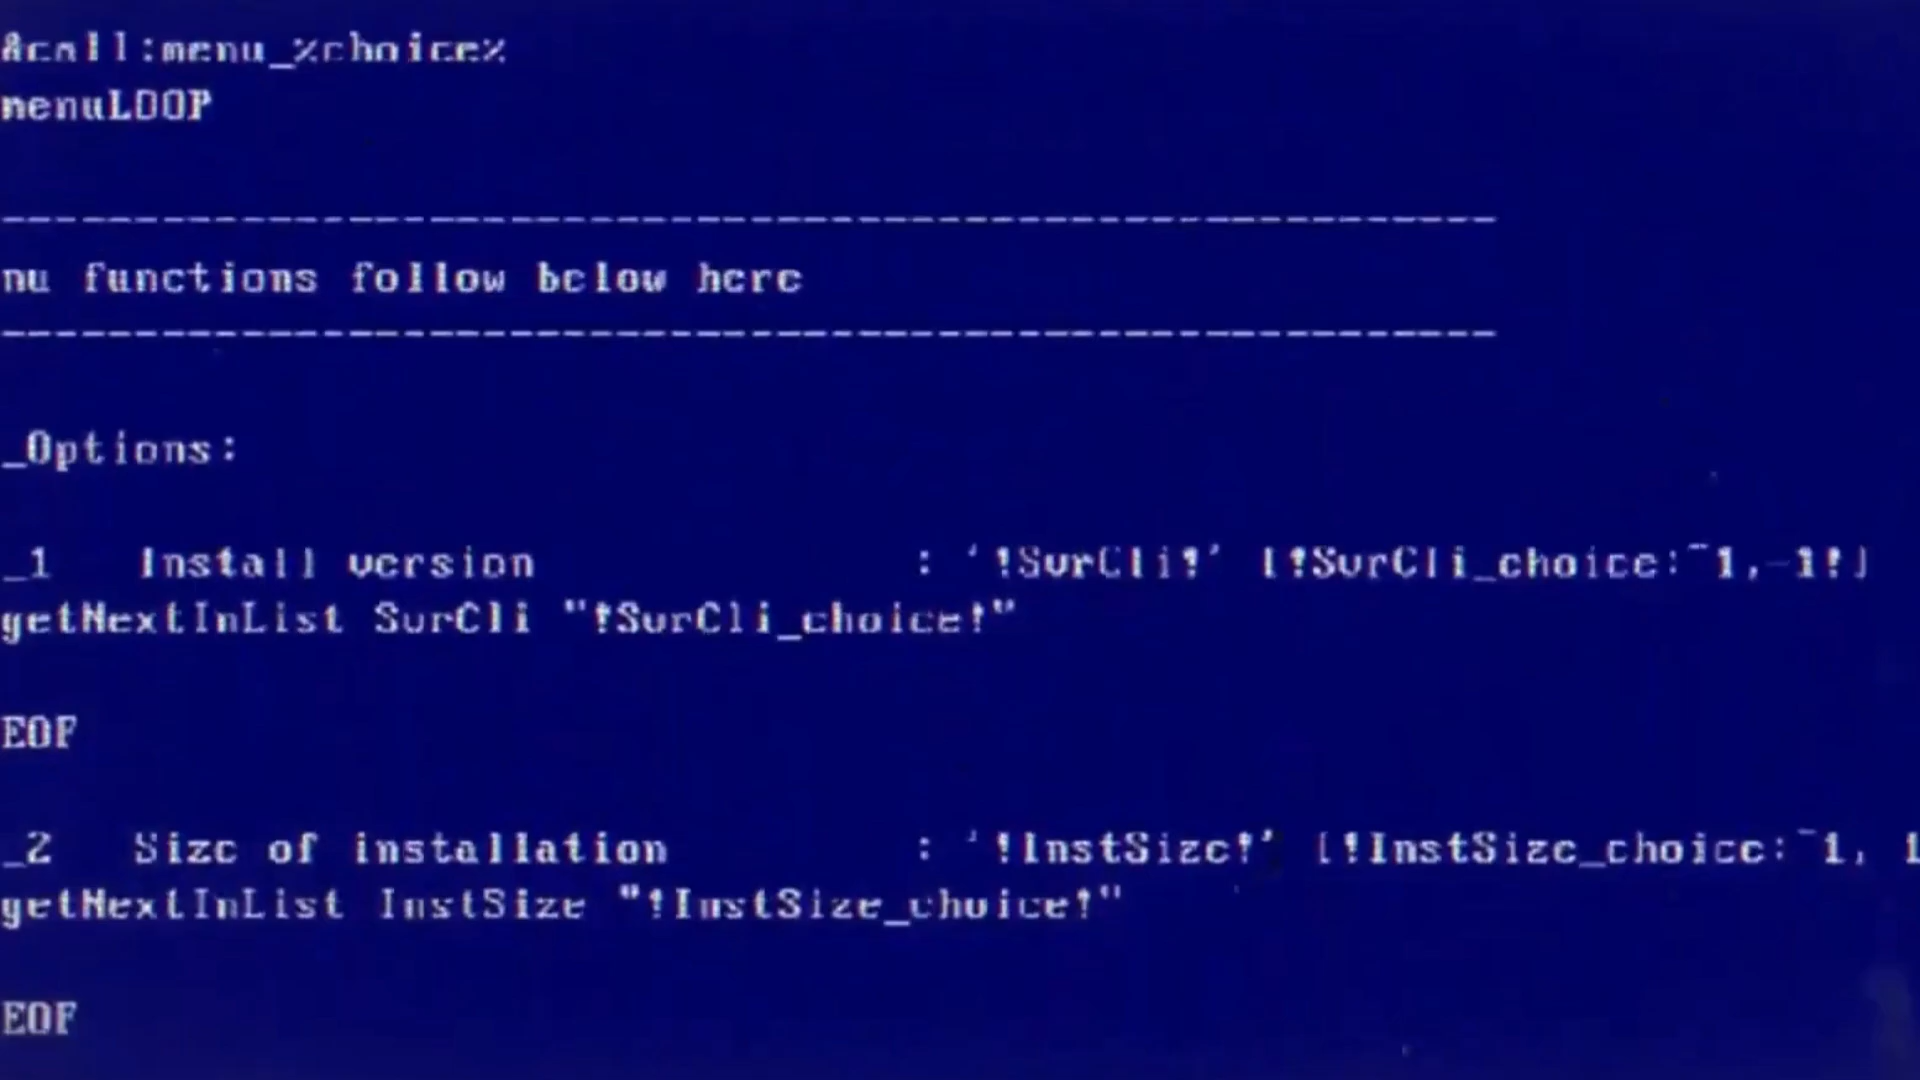 &call:menu_%choice%
menuLOOP
--------------------------------------------------------
nu functions follow below here
--------------------------------------------------------
_Options:
_1   Install version : '!SurCli!' [!SurCli_choice:~1,-1!]
getNextInList SurCli "!SurCli_choice!"
EOF
_2   Size of installation : '!InstSize!' [!InstSize_choice:~1, 1
getNextInList InstSize "!InstSize_choice!"
EOF